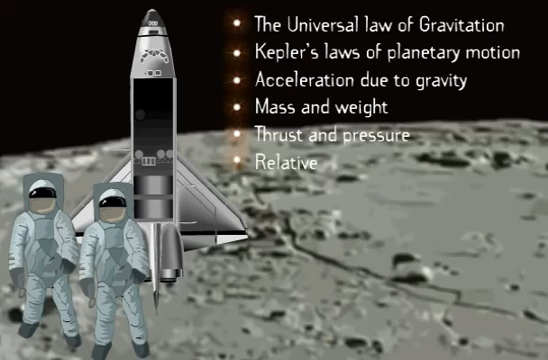 The Universal law of Gravitation
Kepler's laws of planetary motion
Acceleration due to gravity
Mass and weight
Thrust and pressure
Relative